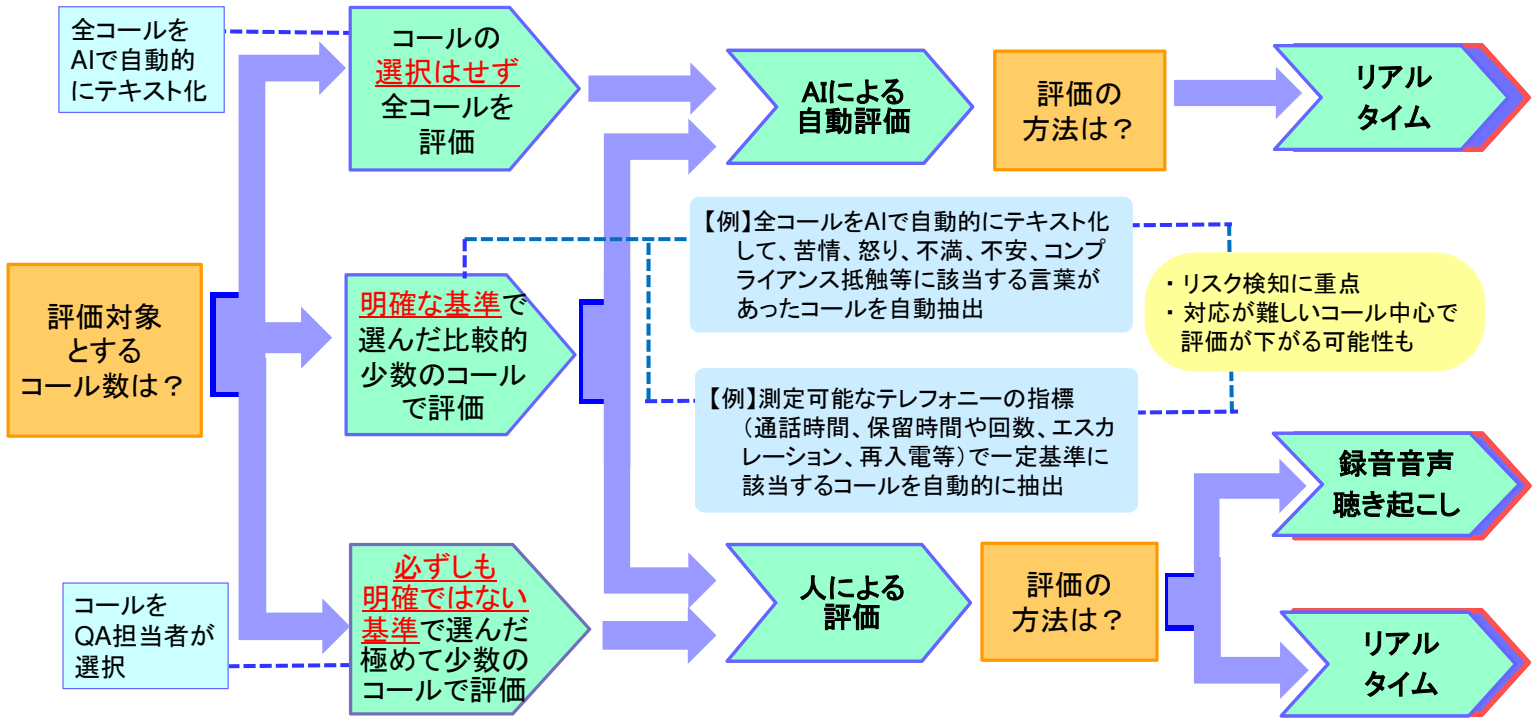 全コールを
AIで自動的
にテキスト化
コールの
選択はせず
全コールを
評価
AIによる
自動評価
評価の
方法は？
リアル
タイム
【例】全コールをAIで自動的にテキスト化
して、苦情、怒り、不満、不安、コンプ
ライアンス抵触等に該当する言葉が
あったコールを自動抽出
評価対象
とする
コール数は？
明確な基準で
選んだ比較的
少数のコール
で評価
・リスク検知に重点
・対応が難しいコール中心で
評価が下がる可能性も
【例】測定可能なテレフォニーの指標
（通話時間、保留時間や回数、エスカ
レーション、再入電等）で一定基準に
該当するコールを自動的に抽出
録音音声
聴き起こし
コールを
QA担当者が
選択
必ずしも
明確ではない
基準で選んだ
極めて少数の
コールで評価
人による
評価
評価の
方法は？
リアル
タイム